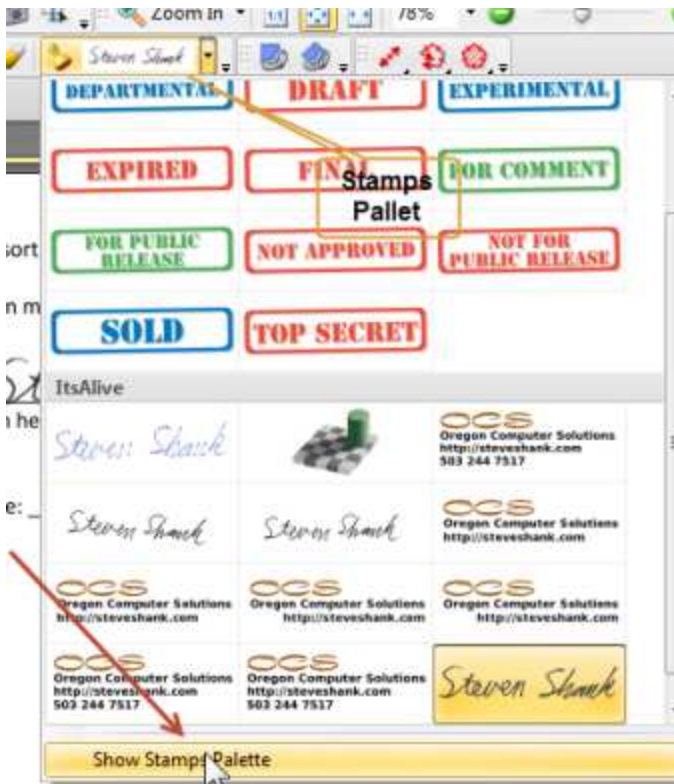 Zoom In
1:1
78%
Steven Shank
DEPARTMENTAL
DRAFT
EXPERIMENTAL
EXPIRED
FINAL
FOR COMMENT
Stamps
Pallet
sort
FOR PUBLIC
RELEASE
NOT APPROVED
NOT FOR
PUBLIC RELEASE
n m
SOLD
TOP SECRET
ItsAlive
he
Steven Shank
OCS
Oregon Computer Solutions
http://steveshank.com
503 244 7517
e: _
Steven Shank
Steven Shank
OCS
Oregon Computer Solutions
http://steveshank.com
OCS
Oregon Computer Solutions
http://steveshank.com
OCS
Oregon Computer Solutions
http://steveshank.com
OCS
Oregon Computer Solutions
http://steveshank.com
OCS
Oregon Computer Solutions
http://steveshank.com
503 244 7517
OCS
Oregon Computer Solutions
http://steveshank.com
503 244 7517
Steven Shank
Show Stamps Palette